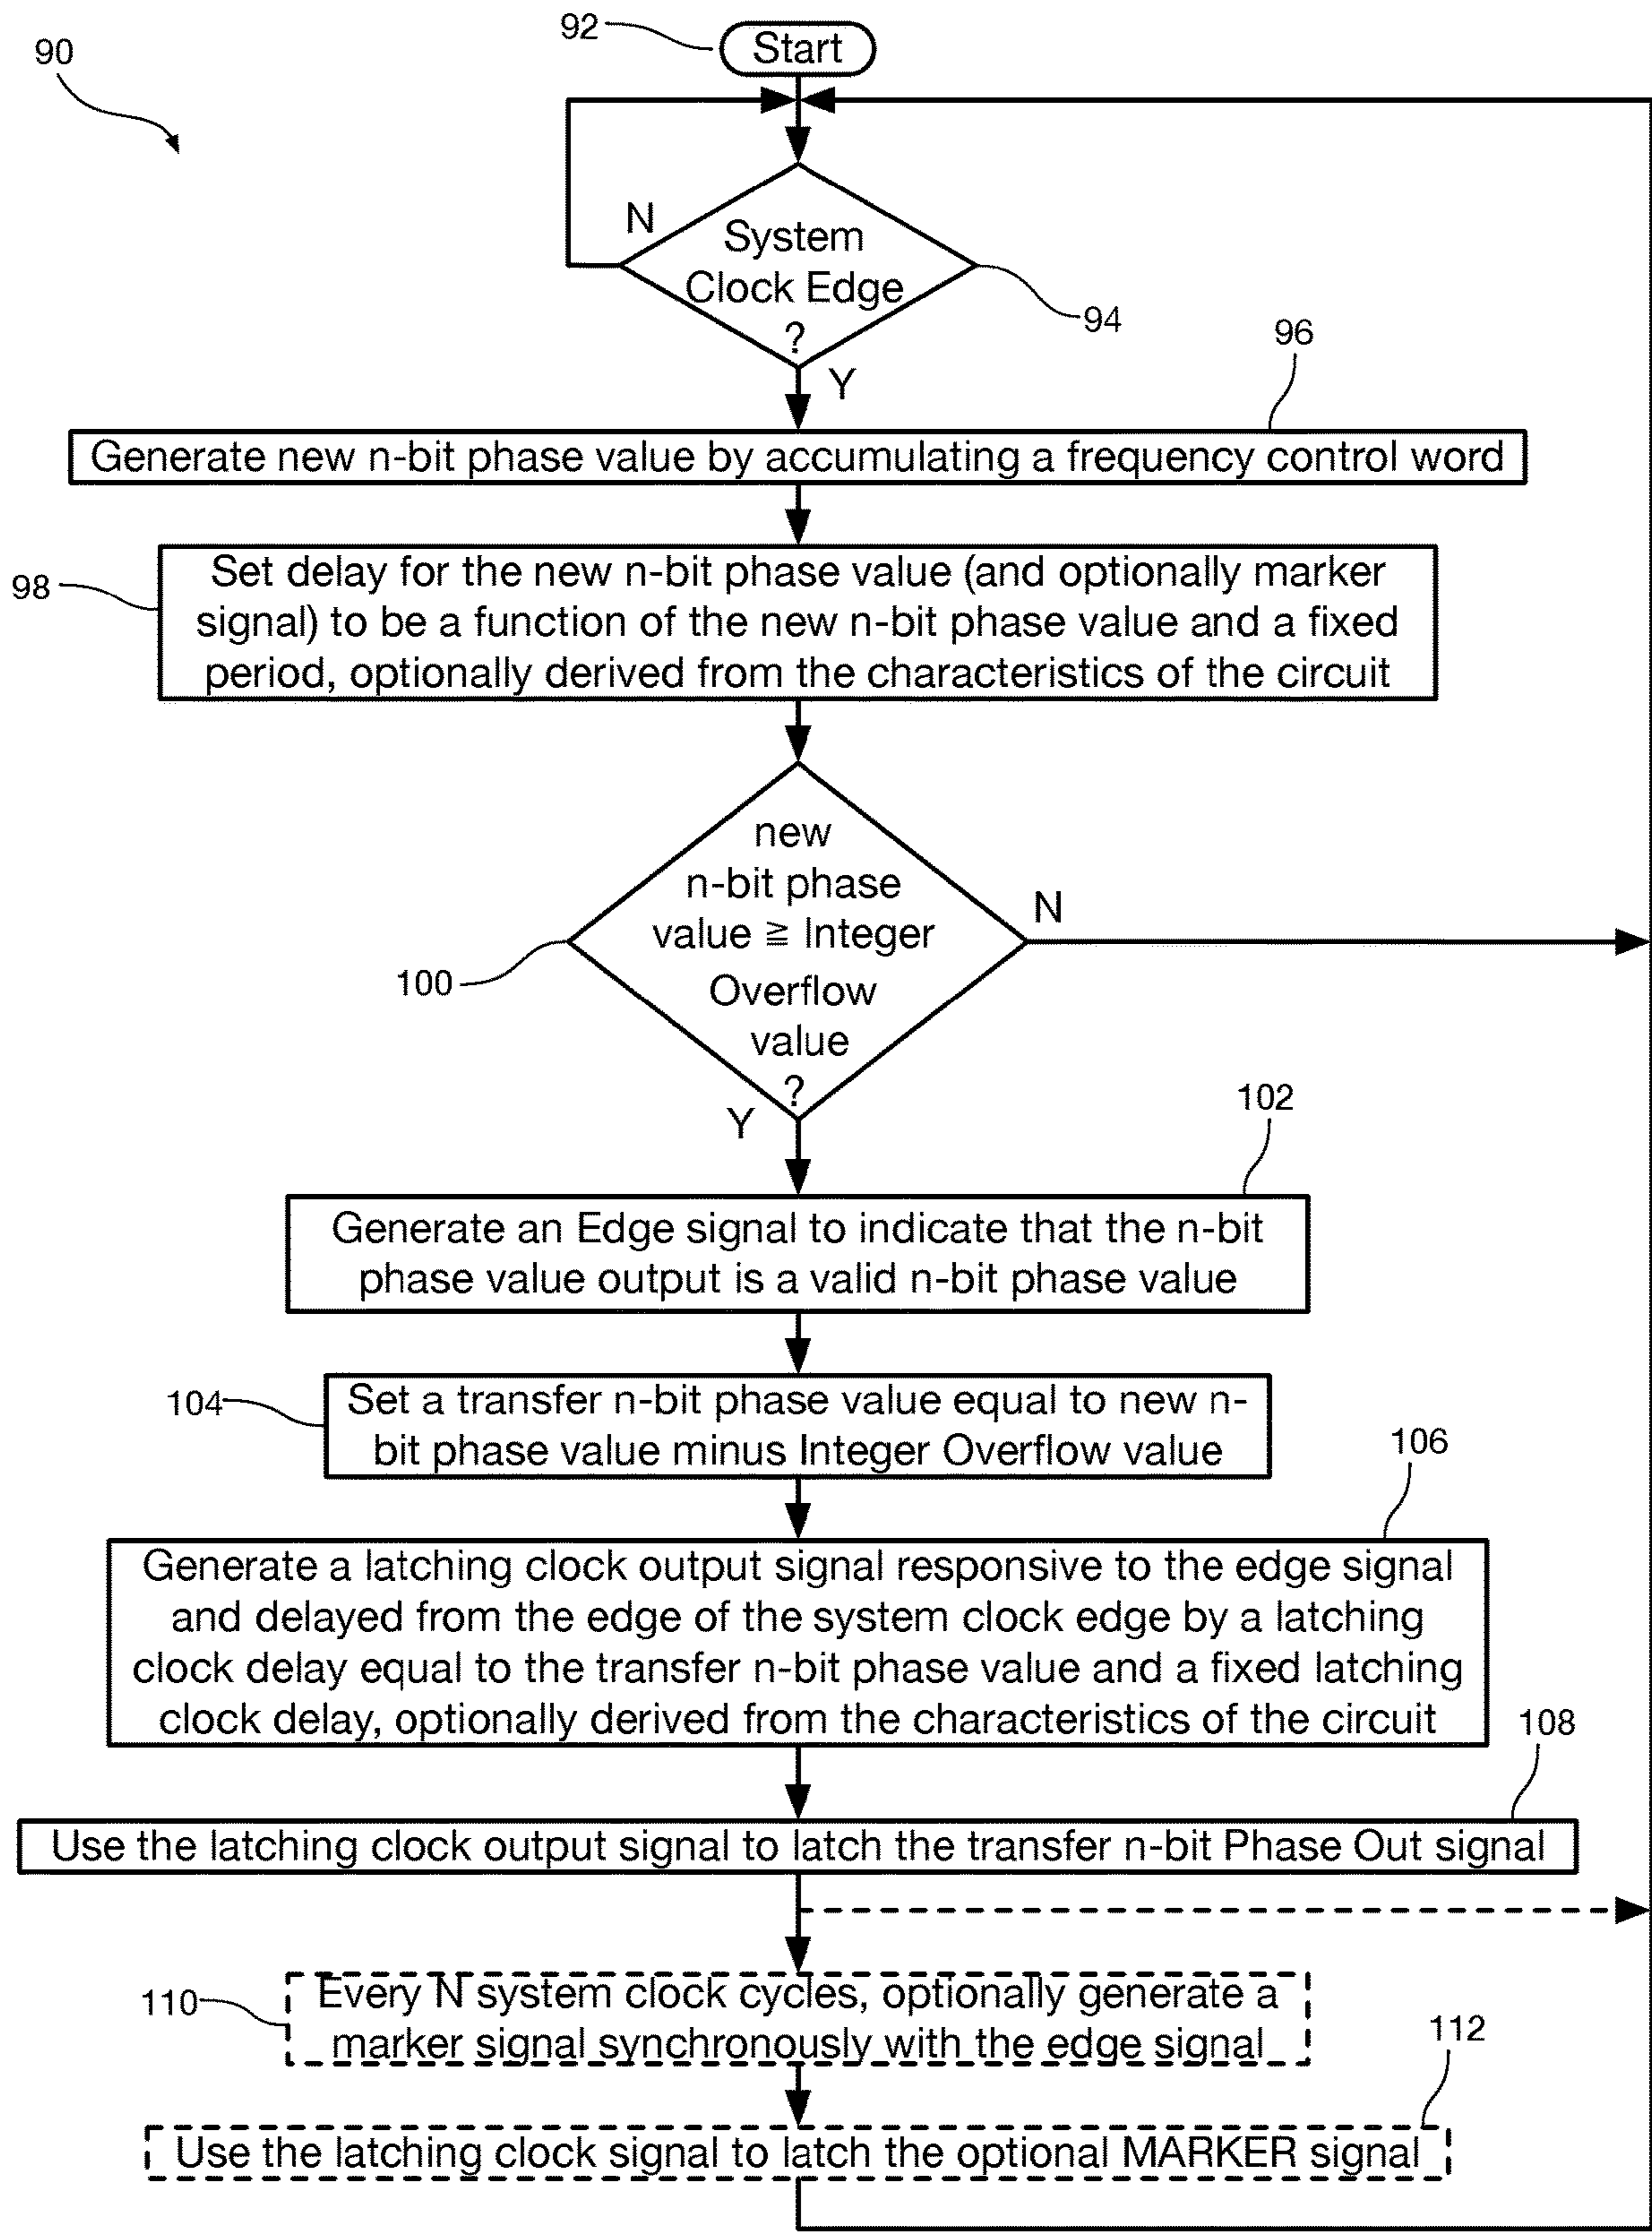 92
Start
90
N
System
Clock Edge
?
94
Y
96
Generate new n-bit phase value by accumulating a frequency control word
98
Set delay for the new n-bit phase value (and optionally marker
signal) to be a function of the new n-bit phase value and a fixed
period, optionally derived from the characteristics of the circuit
new
n-bit phase
value ≧ Integer
Overflow
value
?
N
100
Y
102
Generate an Edge signal to indicate that the n-bit
phase value output is a valid n-bit phase value
104
Set a transfer n-bit phase value equal to new n-
bit phase value minus Integer Overflow value
106
Generate a latching clock output signal responsive to the edge signal
and delayed from the edge of the system clock edge by a latching
clock delay equal to the transfer n-bit phase value and a fixed latching
clock delay, optionally derived from the characteristics of the circuit
108
Use the latching clock output signal to latch the transfer n-bit Phase Out signal
110
Every N system clock cycles, optionally generate a
marker signal synchronously with the edge signal
112
Use the latching clock signal to latch the optional MARKER signal